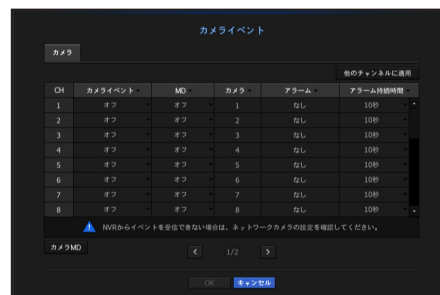 カメライベント
カメラ
他のチャンネルに適用
CH カメライベント MD カメラ アラーム アラーム持続時間
1 オフ オフ 1 なし 10秒
2 オフ オフ 2 なし 10秒
3 オフ オフ 3 なし 10秒
4 オフ オフ 4 なし 10秒
5 オフ オフ 5 なし 10秒
6 オフ オフ 6 なし 10秒
7 オフ オフ 7 なし 10秒
8 オフ オフ 8 なし 10秒
NVRからイベントを受信できない場合は、ネットワークカメラの設定を確認してください。
カメラMD < 1/2 >
OK キャンセル